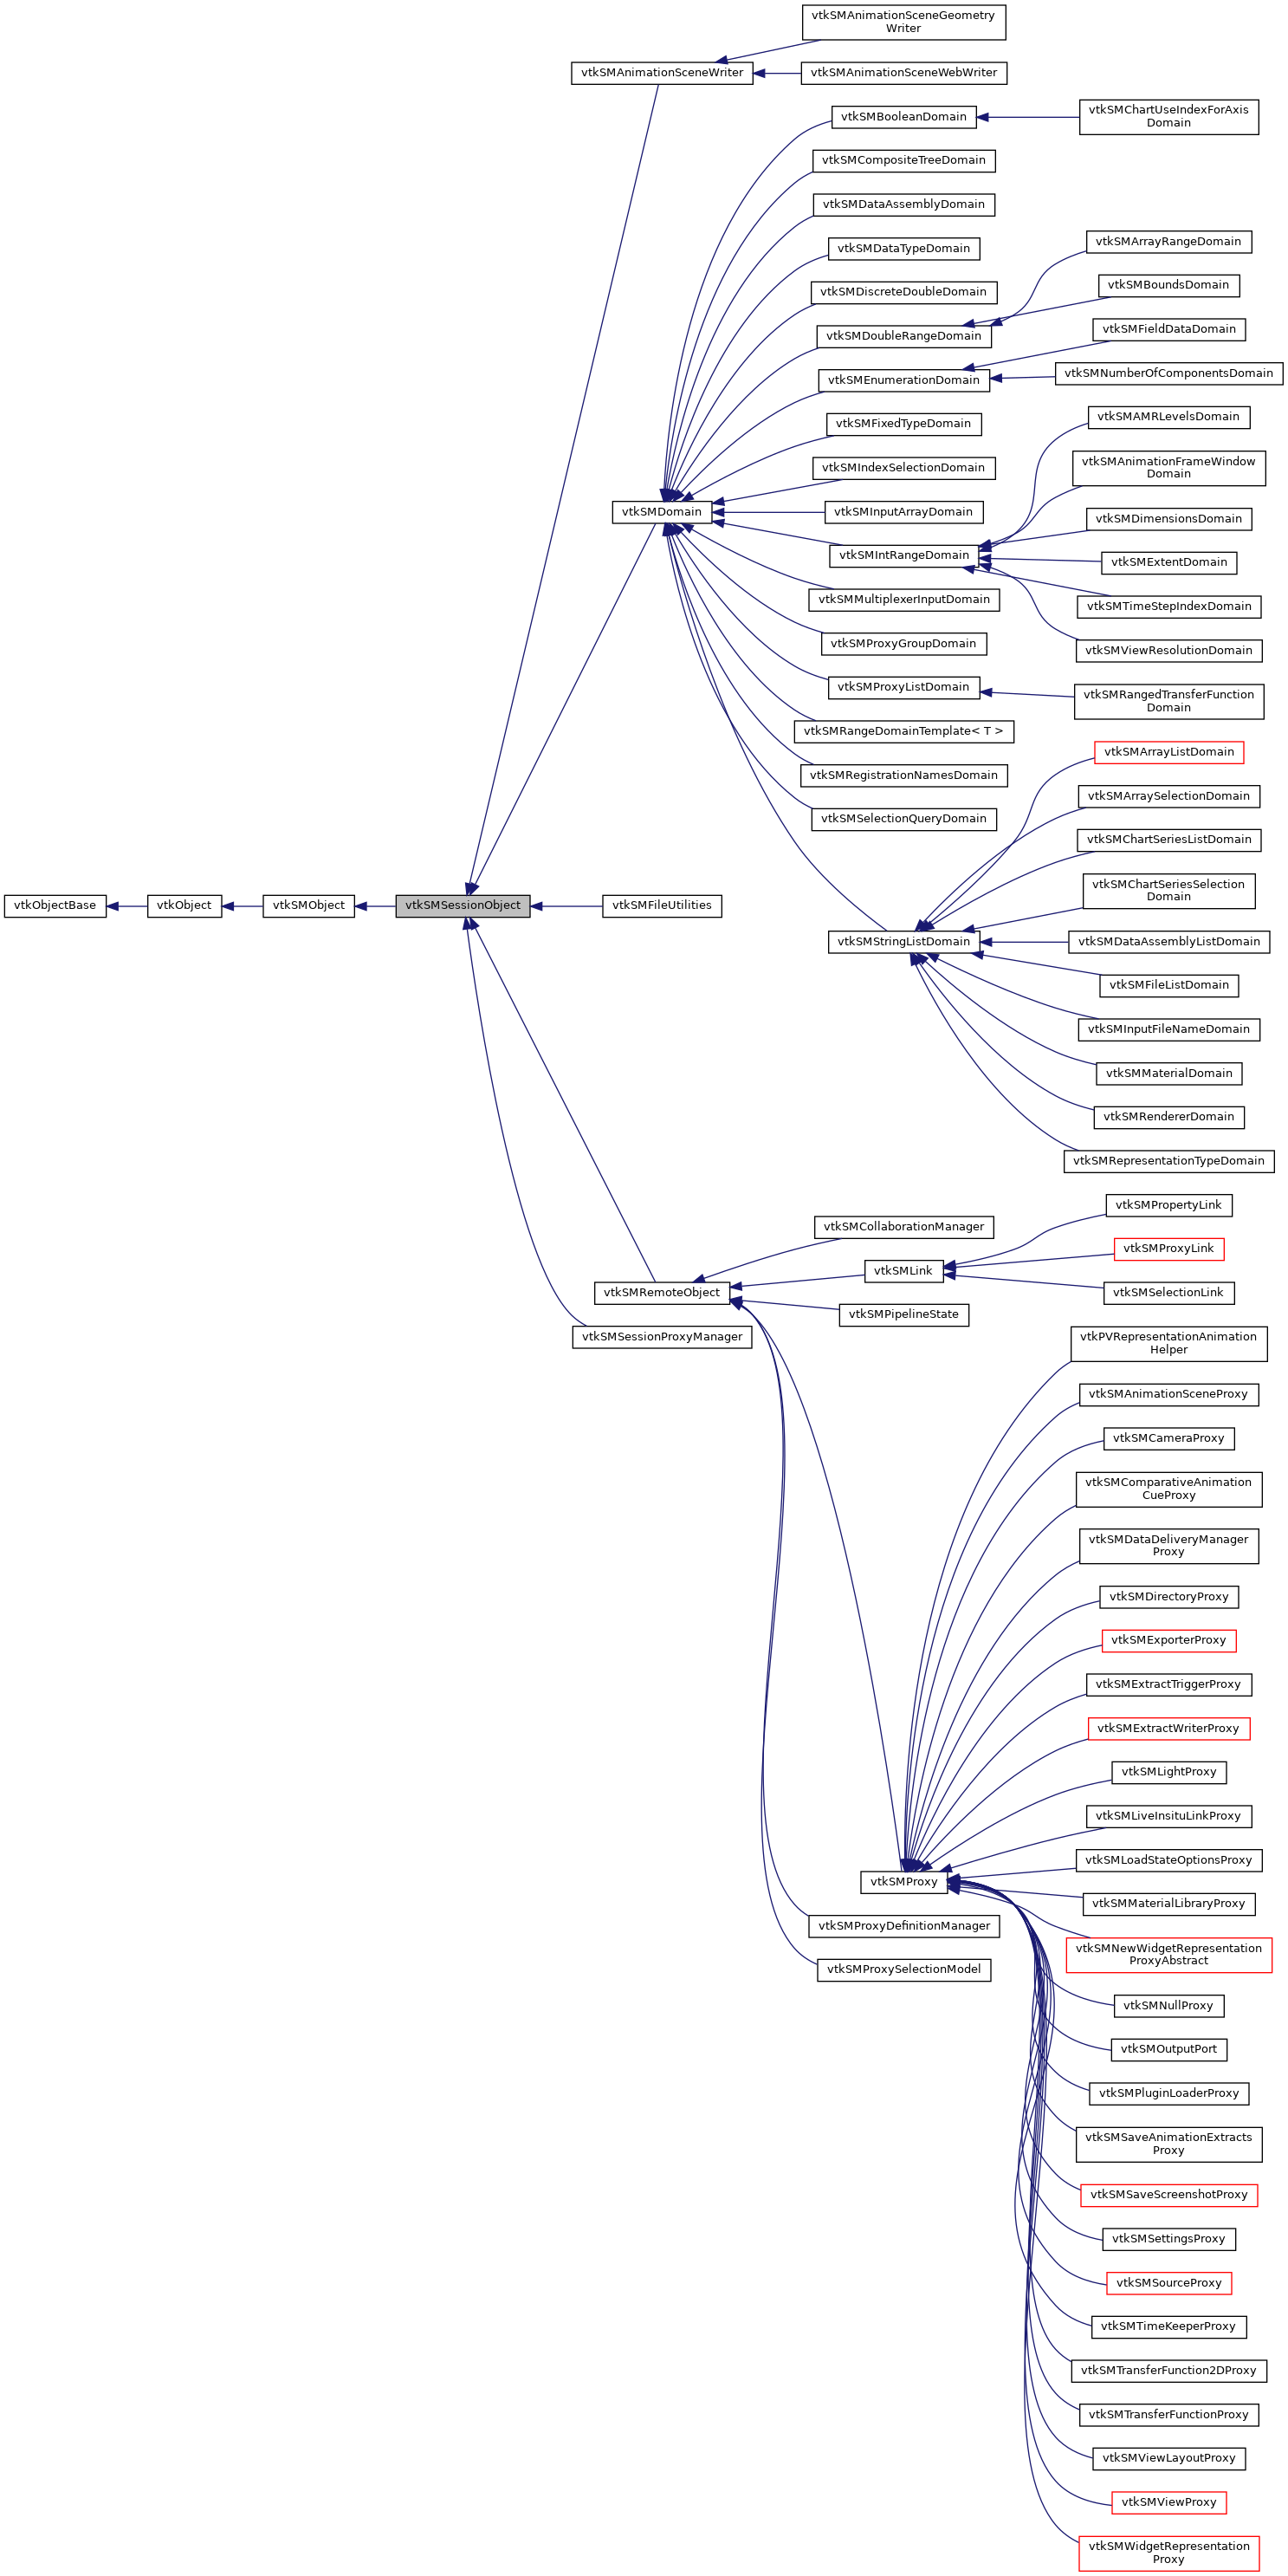 vtkSMAnimationSceneGeometry
Writer
vtkSMAnimationSceneWriter
vtkSMAnimationSceneWebWriter
vtkSMBooleanDomain
vtkSMChartUseIndexForAxis
Domain
vtkSMCompositeTreeDomain
vtkSMDataAssemblyDomain
vtkSMDataTypeDomain
vtkSMArrayRangeDomain
vtkSMDiscreteDoubleDomain
vtkSMBoundsDomain
vtkSMDoubleRangeDomain
vtkSMFieldDataDomain
vtkSMEnumerationDomain
vtkSMNumberOfComponentsDomain
vtkSMFixedTypeDomain
vtkSMAMRLevelsDomain
vtkSMIndexSelectionDomain
vtkSMAnimationFrameWindow
Domain
vtkSMDomain
vtkSMInputArrayDomain
vtkSMDimensionsDomain
vtkSMIntRangeDomain
vtkSMExtentDomain
vtkSMMultiplexerInputDomain
vtkSMTimeStepIndexDomain
vtkSMProxyGroupDomain
vtkSMViewResolutionDomain
vtkSMProxyListDomain
vtkSMRangedTransferFunction
Domain
vtkSMRangeDomainTemplate< T >
vtkSMArrayListDomain
vtkSMRegistrationNamesDomain
vtkSMArraySelectionDomain
vtkSMSelectionQueryDomain
vtkSMChartSeriesListDomain
vtkSMChartSeriesSelection
Domain
vtkObjectBase
vtkObject
vtkSMObject
vtkSMSessionObject
vtkSMFileUtilities
vtkSMStringListDomain
vtkSMDataAssemblyListDomain
vtkSMFileListDomain
vtkSMInputFileNameDomain
vtkSMMaterialDomain
vtkSMRendererDomain
vtkSMRepresentationTypeDomain
vtkSMPropertyLink
vtkSMCollaborationManager
vtkSMProxyLink
vtkSMLink
vtkSMRemoteObject
vtkSMSelectionLink
vtkSMPipelineState
vtkSMSessionProxyManager
vtkPVRepresentationAnimation
Helper
vtkSMAnimationSceneProxy
vtkSMCameraProxy
vtkSMComparativeAnimation
CueProxy
vtkSMDataDeliveryManager
Proxy
vtkSMDirectoryProxy
vtkSMExporterProxy
vtkSMExtractTriggerProxy
vtkSMExtractWriterProxy
vtkSMLightProxy
vtkSMLiveInsituLinkProxy
vtkSMLoadStateOptionsProxy
vtkSMProxy
vtkSMMaterialLibraryProxy
vtkSMProxyDefinitionManager
vtkSMNewWidgetRepresentation
ProxyAbstract
vtkSMProxySelectionModel
vtkSMNullProxy
vtkSMOutputPort
vtkSMPluginLoaderProxy
vtkSMSaveAnimationExtracts
Proxy
vtkSMSaveScreenshotProxy
vtkSMSettingsProxy
vtkSMSourceProxy
vtkSMTimeKeeperProxy
vtkSMTransferFunction2DProxy
vtkSMTransferFunctionProxy
vtkSMViewLayoutProxy
vtkSMViewProxy
vtkSMWidgetRepresentation
Proxy